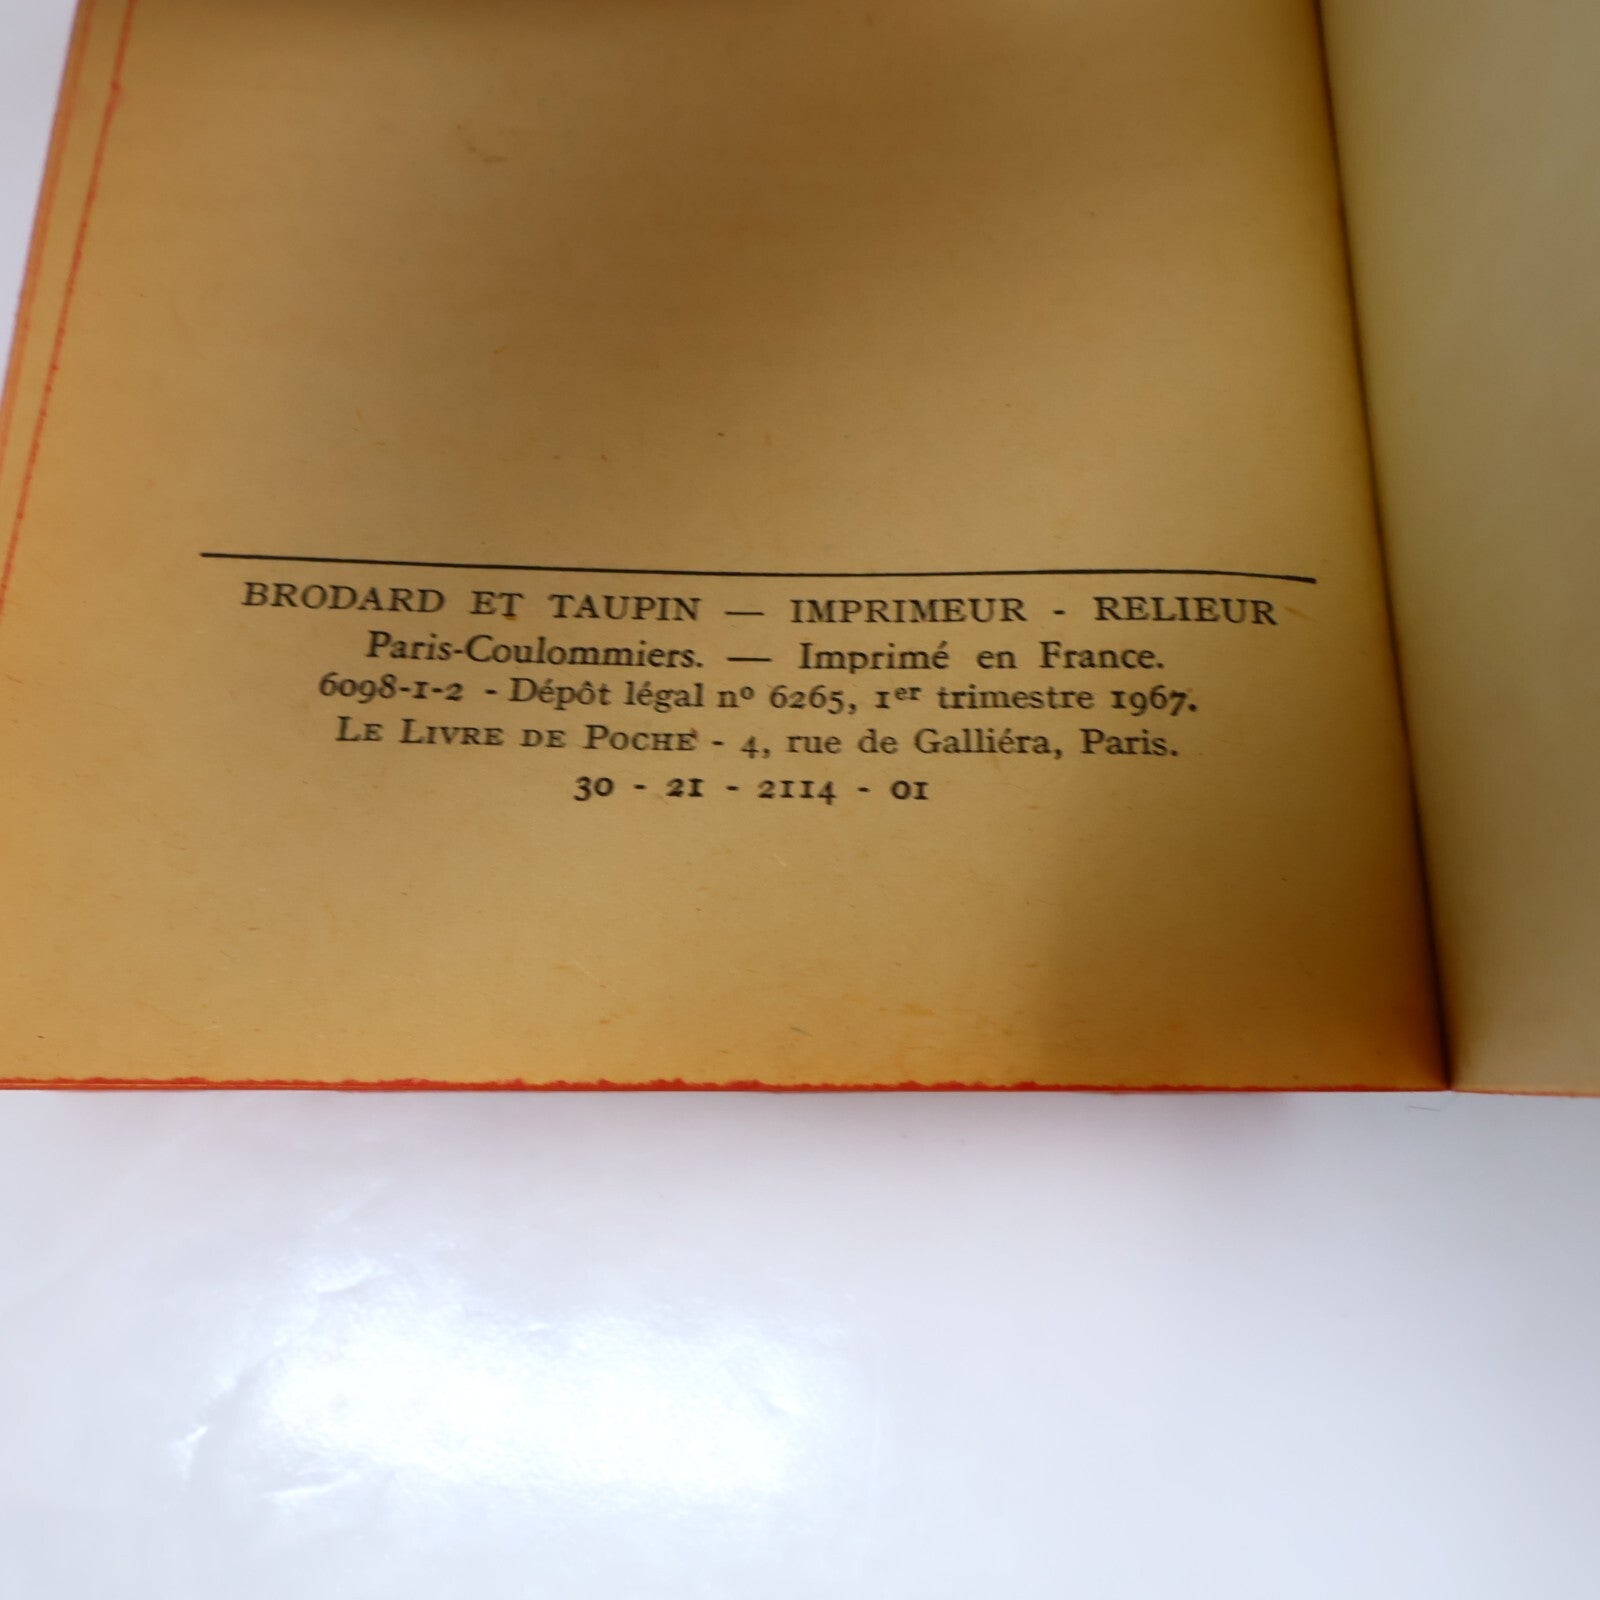 BRODARD ET TAUPIN — IMPRIMEUR - RELIEUR
Paris-Coulommiers. — Imprimé en France.
6098-1-2 - Dépôt légal nº 6265, 1er trimestre 1967.
LE LIVRE DE POCHE - 4, rue de Galliéra, Paris.
30 - 21 - 2114 - 01